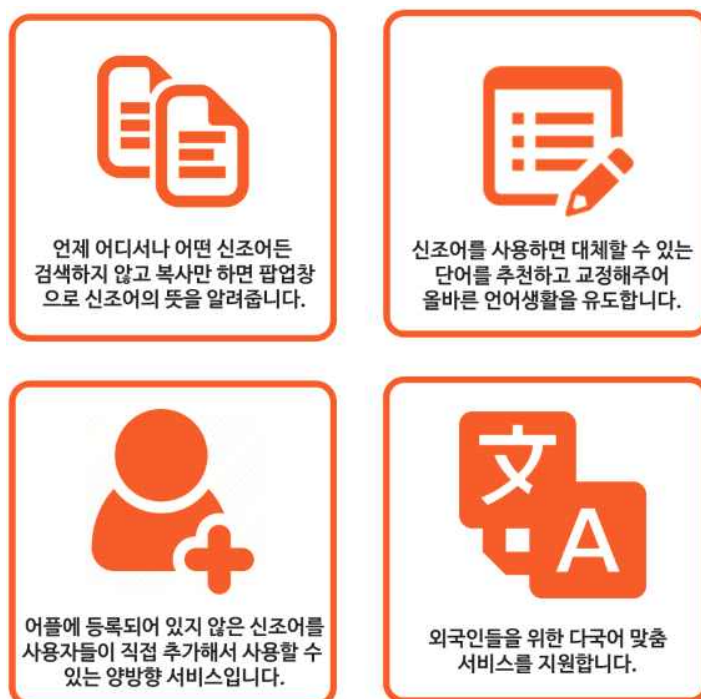 언제 어디서나 어떤 신조어든
검색하지 않고 복사만 하면 팝업창
으로 신조어의 뜻을 알려줍니다.
신조어를 사용하면 대체할 수 있는
단어를 추천하고 교정해주어
올바른 언어생활을 유도합니다.
어플에 등록되어 있지 않은 신조어를
사용자들이 직접 추가해서 사용할 수
있는 양방향 서비스입니다.
文
A
외국인들을 위한 다국어 맞춤
서비스를 지원합니다.